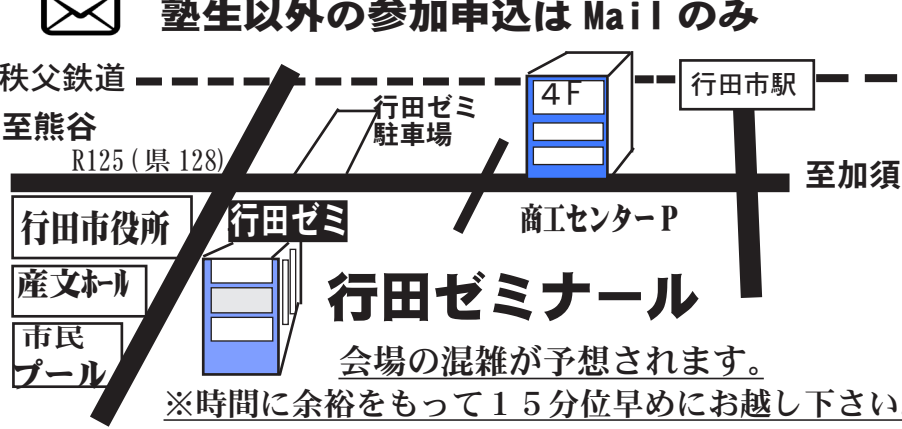 塾生以外の参加申込は Mail のみ
秩父鉄道
4F
行田市駅
行田ゼミ
駐車場
至熊谷
R125 ( 県 128)
至加須
行田市役所
行田ゼミ
商工センター P
産文ホール
行田ゼミナール
市民
プール
会場の混雑が予想されます。
※時間に余裕をもって１５分位早めにお越し下さい